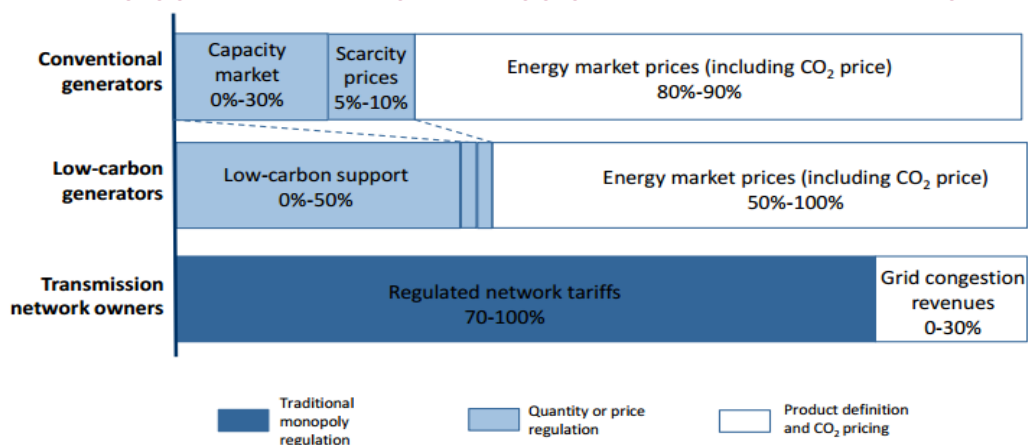 Conventional
generators
Capacity
market
0%-30%
Scarcity
prices
5%-10%
Energy market prices (including CO₂ price)
80%-90%
Low-carbon
generators
Low-carbon support
0%-50%
Energy market prices (including CO₂ price)
50%-100%
Transmission
network owners
Regulated network tariffs
70-100%
Grid congestion
revenues
0-30%
Traditional
monopoly
regulation
Quantity or price
regulation
Product definition
and CO₂ pricing